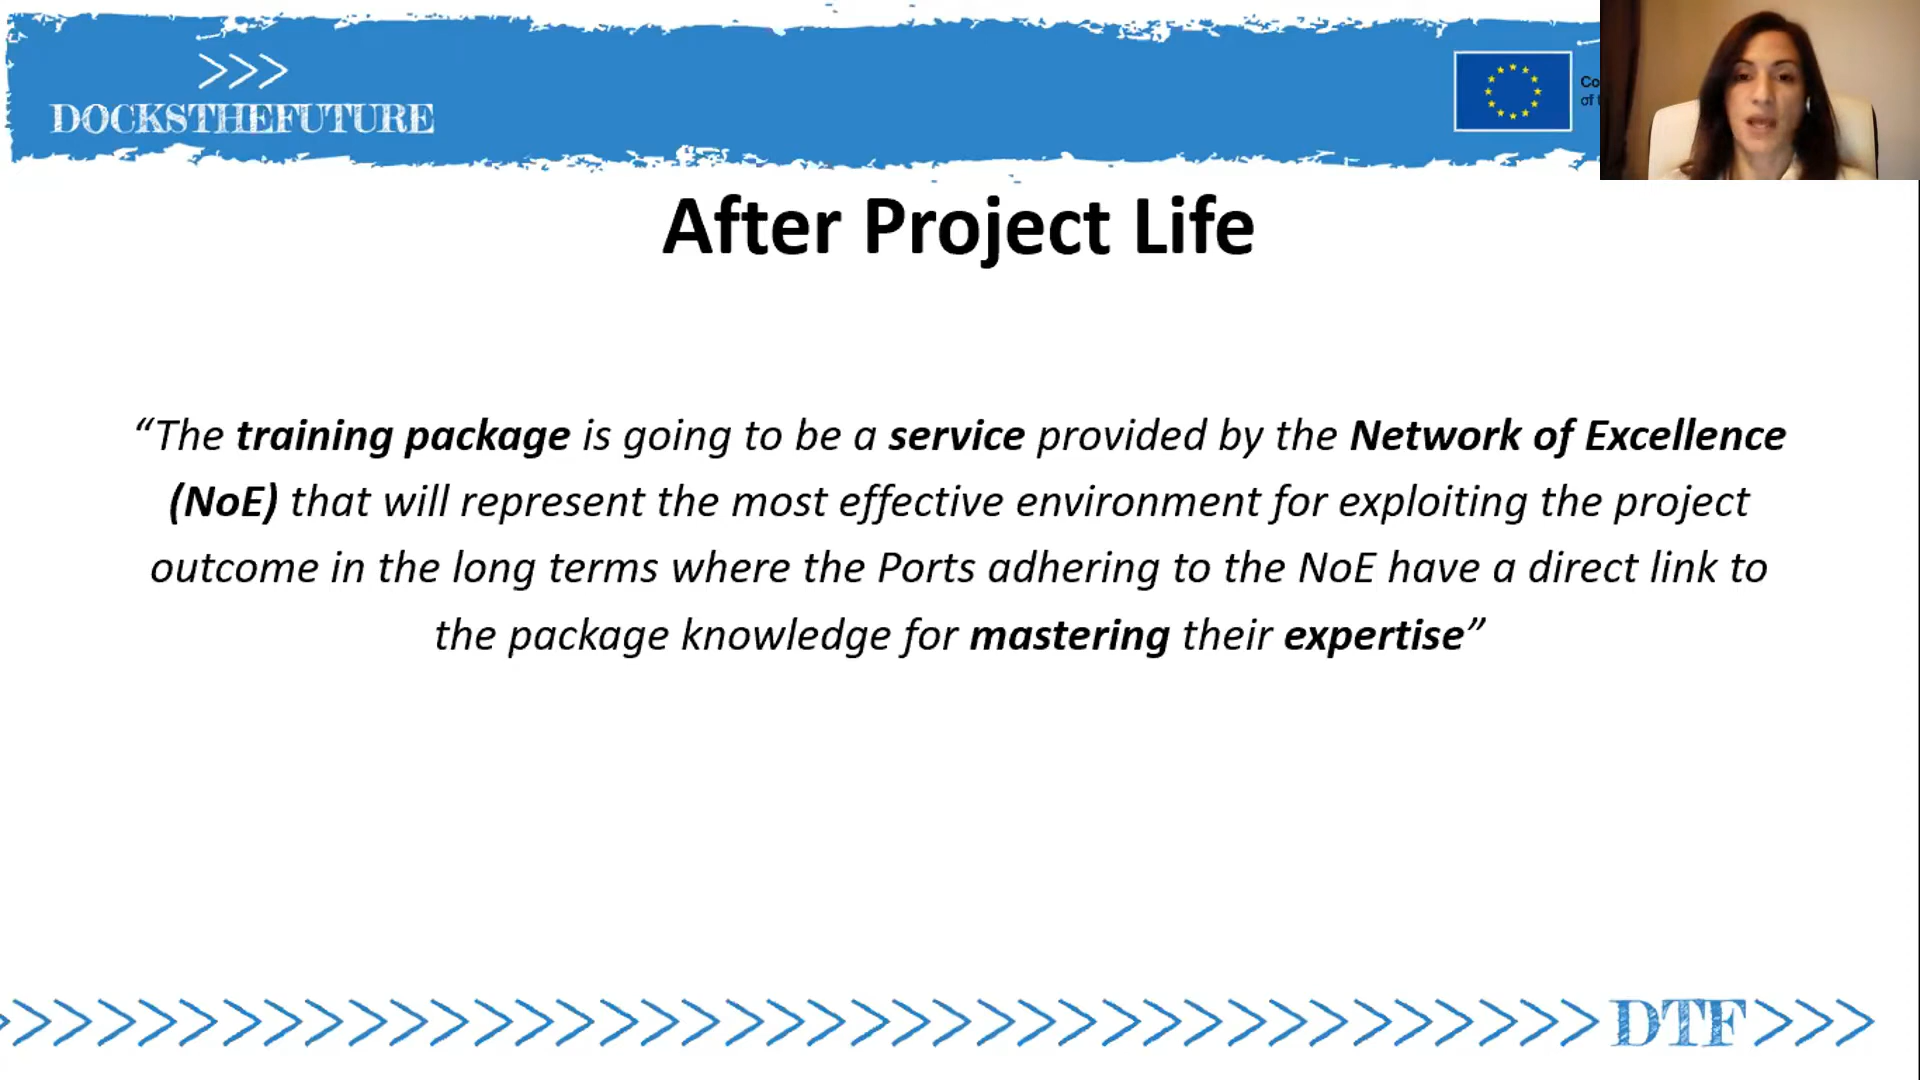 DOCKSTHEFUTURE
After Project Life
“The training package is going to be a service provided by the Network of Excellence
(NoE) that will represent the most effective environment for exploiting the project
outcome in the long terms where the Ports adhering to the NoE have a direct link to
the package knowledge for mastering their expertise”
DTF